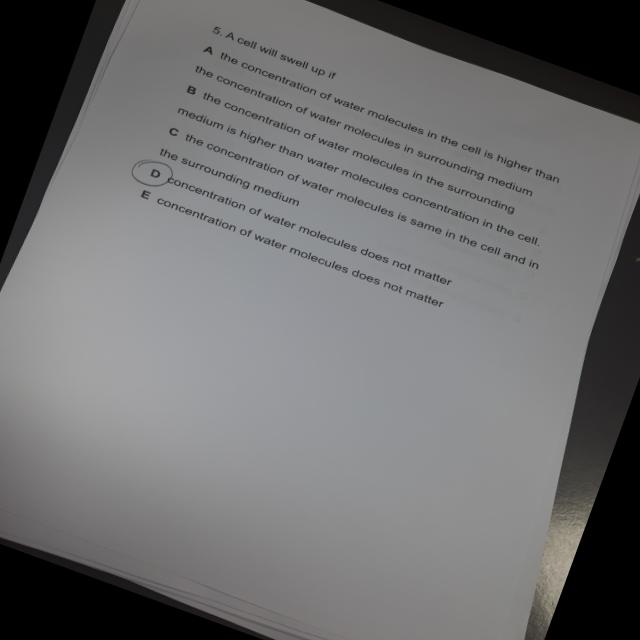 5. A cell will swell up if
A the concentration of water molecules in the cell is higher than
the concentration of water molecules in surrounding medium
B the concentration of water molecules in the surrounding
medium is higher than water molecules concentration in the cell.
C the concentration of water molecules is same in the cell and in
the surrounding medium
D concentration of water molecules does not matter
E concentration of water molecules does not matter